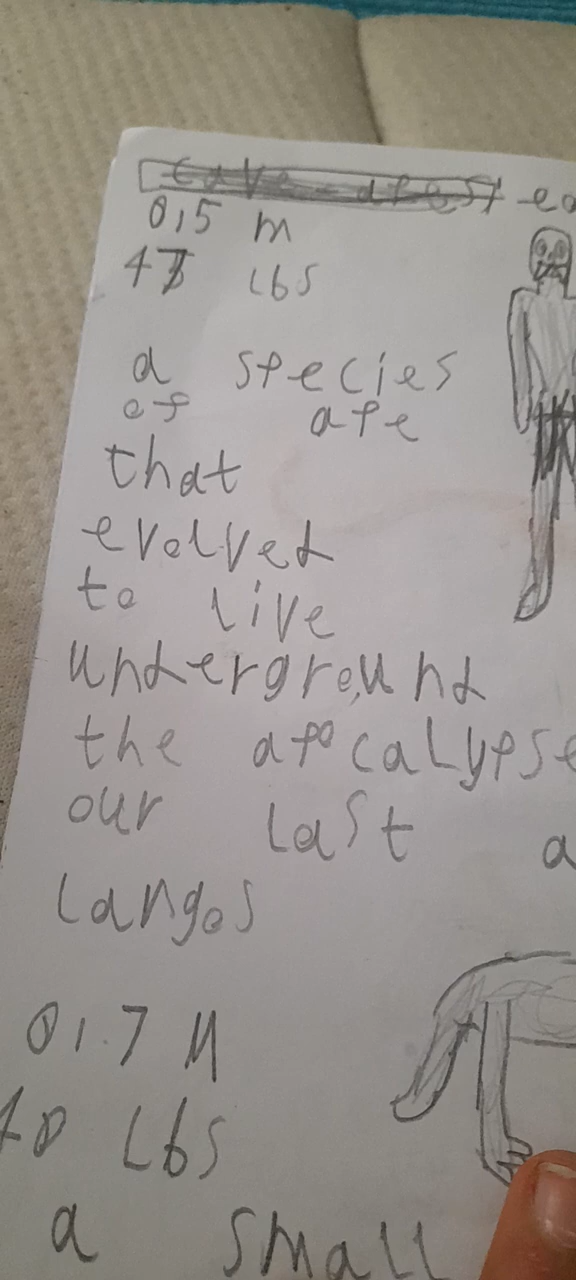 0,5 m
47 lbs
a species
of ape
that
evolved
to live
underground
the apocalypse
our last a
Langos
0,7 M
lbs
a small